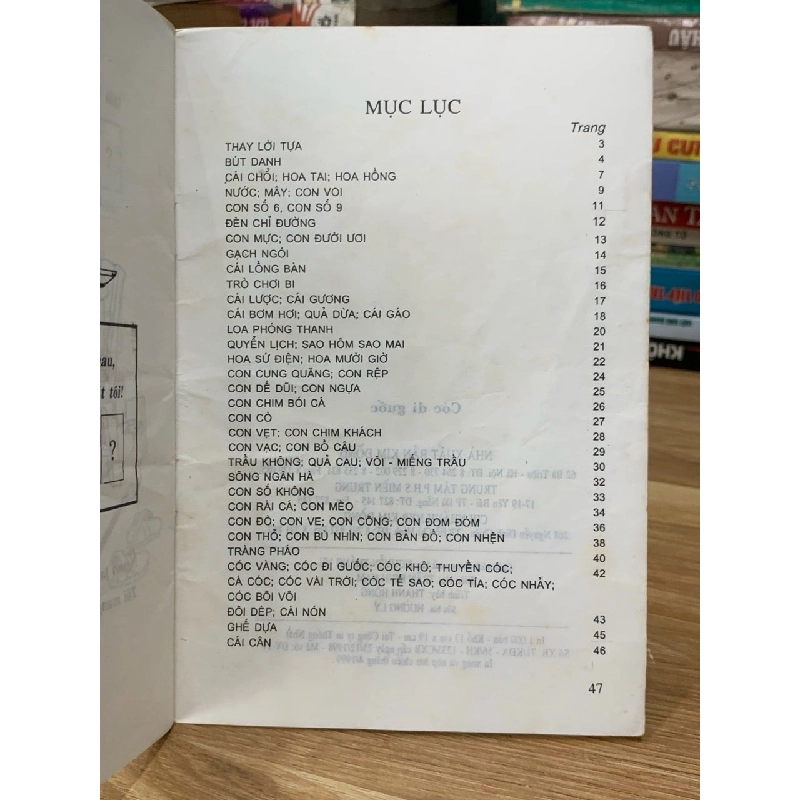 MỤC LỤC
Trang
THAY LỜI TỰA 3
BÚT DANH 4
CÁI CHỔI; HOA TAI; HOA HỒNG 7
NƯỚC; MÂY; CON VOI 9
CON SỐ 6, CON SỐ 9 11
ĐÈN CHỈ ĐƯỜNG 12
CON MỰC; CON ĐƯỜI ƯƠI 13
GẠCH NGÓI 14
CÁI LỒNG BÀN 15
TRÒ CHƠI BI 16
CÁI LƯỢC; CÁI GƯƠNG 17
CÁI BƠM HƠI; QUẢ DỪA; CÁI GÁO 18
LOA PHÓNG THANH 20
QUYỂN LỊCH; SAO HÔM SAO MAI 21
HOA SỨ ĐIỆN; HOA MƯỜI GIỜ 22
CON CUNG QUĂNG; CON RỆP 24
CON DẾ DŨI; CON NGỰA 25
CON CHIM BÓI CÁ 26
CON CÒ 27
CON VẸT; CON CHIM KHÁCH 28
CON VẠC; CON BỒ CÂU 29
TRẦU KHÔNG; QUẢ CAU; VÔI - MIẾNG TRẦU 30
SÔNG NGÂN HÀ 32
CON SỐ KHÔNG 33
CON RÁI CÁ; CON MÈO 34
CON ĐÓ; CON VE; CON CÔNG; CON ĐOM ĐÓM 36
CON THỎ; CON BÙ NHÌN; CON BẢN ĐỒ; CON NHỆN 38
TRÀNG PHÁO 40
CÓC VÀNG; CÓC ĐI GUỐC; CÓC KHÔ; THUYỀN CÓC; 42
CÀ CÓC; CÓC VÁI TRỜI; CÓC TẾ SAO; CÓC TÍA; CÓC NHẢY;
CÓC BÔI VÔI
ĐÔI DÉP; CÁI NÓN 43
GHẾ DỰA 45
CÁI CÂN 46
47